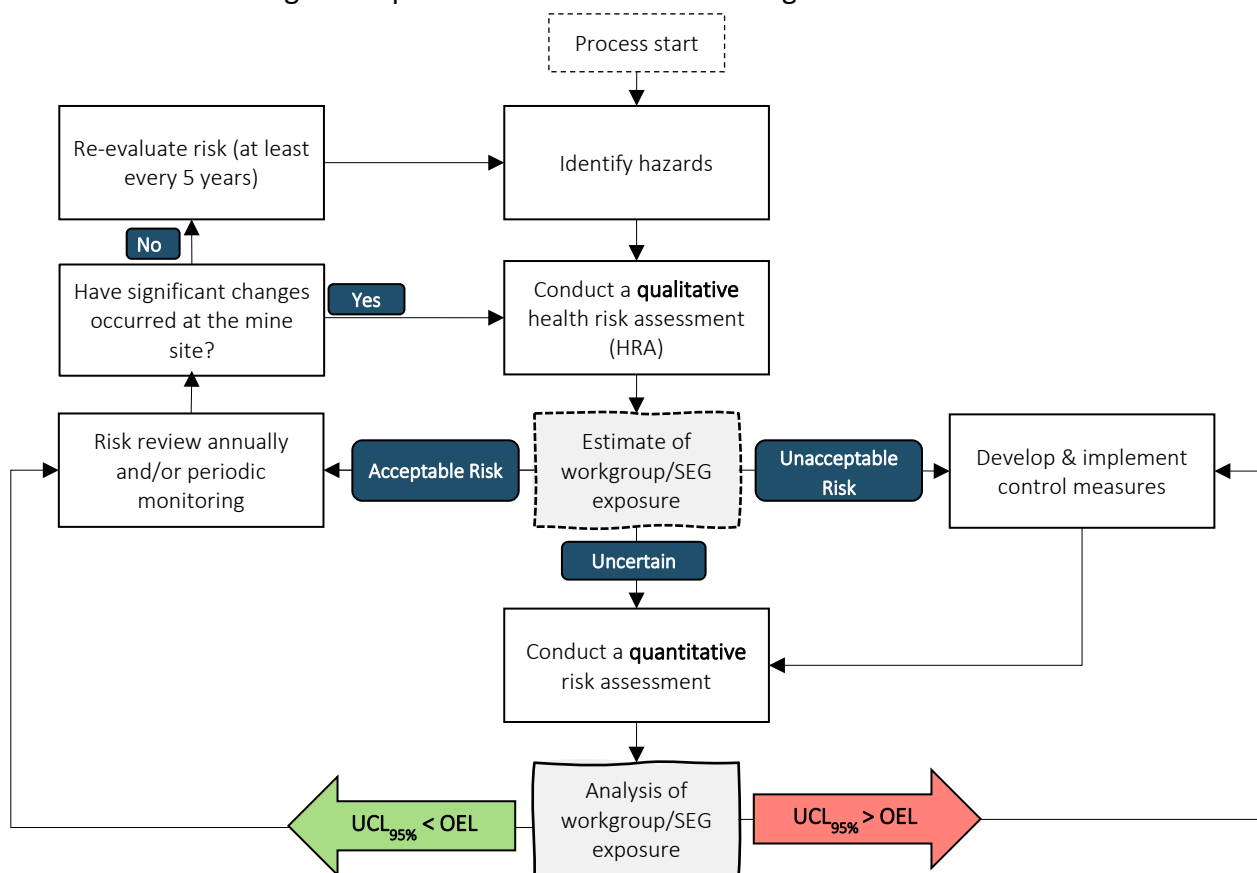 Process start
Re-evaluate risk (at least
every 5 years)
Identify hazards
No
Have significant changes
occurred at the mine
site?
Yes
Conduct a qualitative
health risk assessment
(HRA)
Risk review annually
and/or periodic
monitoring
Acceptable Risk
Estimate of
workgroup/SEG
exposure
Unacceptable
Risk
Develop & implement
control measures
Uncertain
Conduct a quantitative
risk assessment
UCL95% < OEL
Analysis of
workgroup/SEG
exposure
UCL95% > OEL